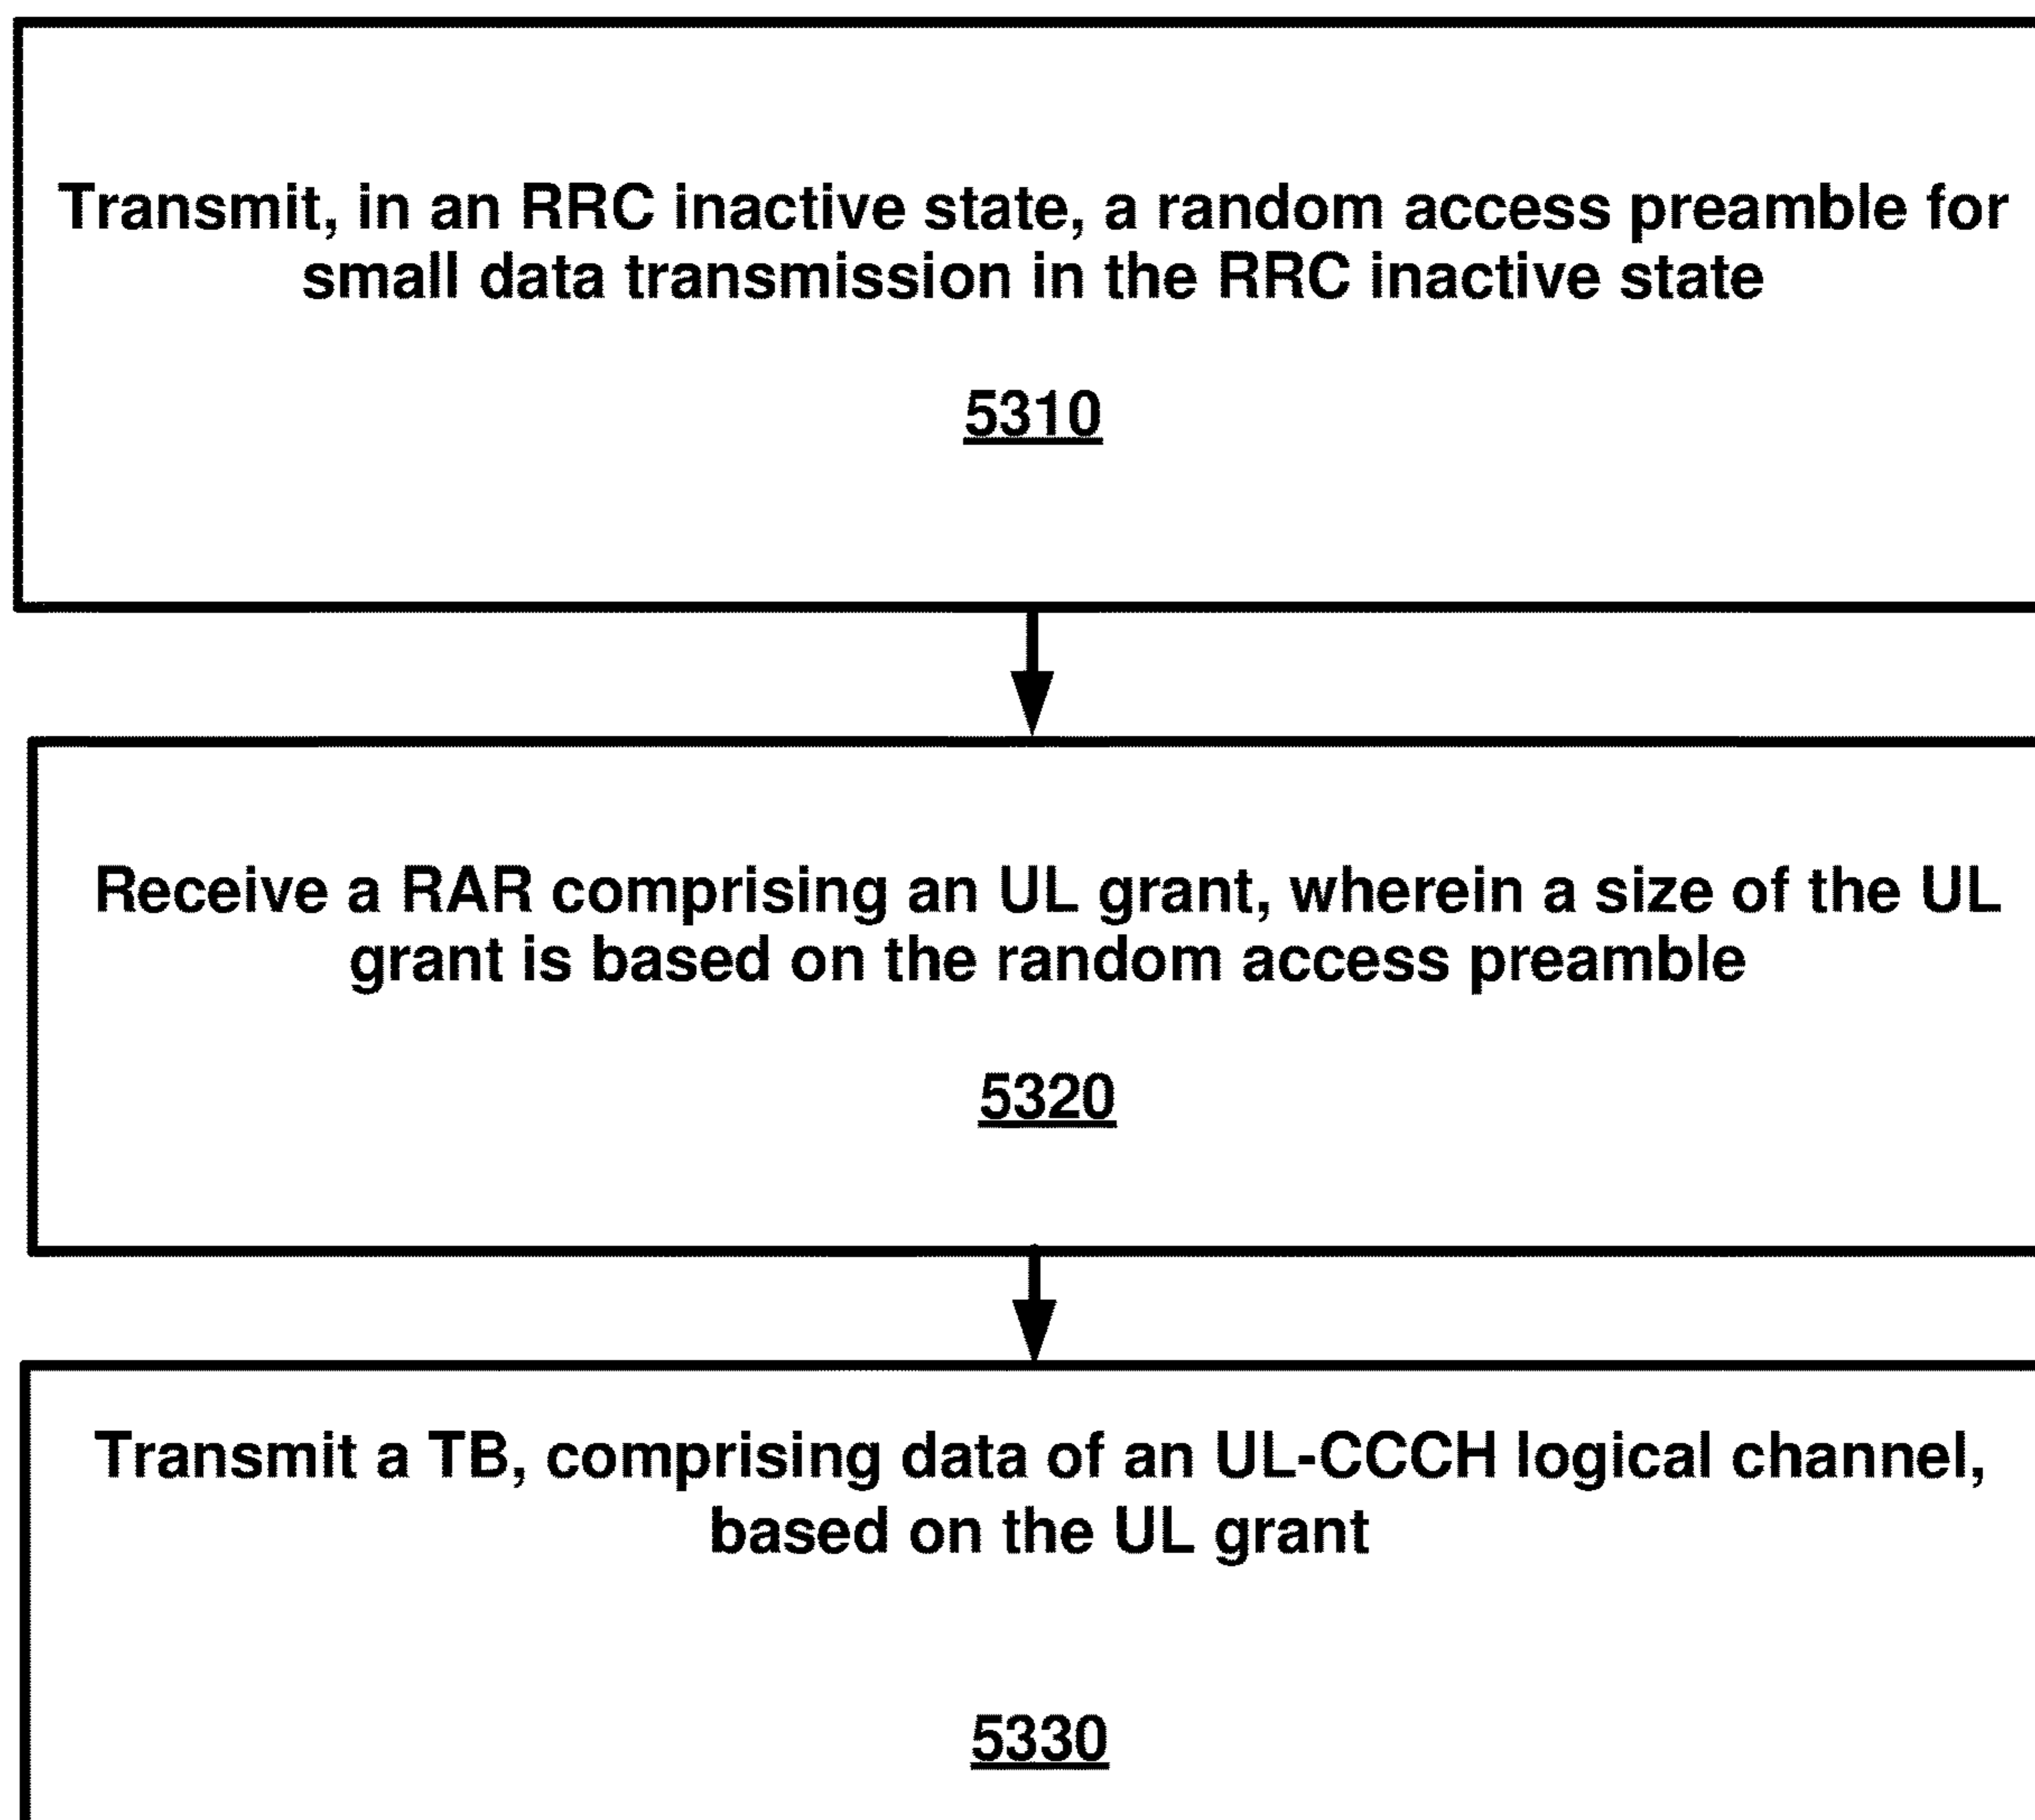 Transmit, in an RRC inactive state, a random access preamble for
small data transmission in the RRC inactive state
5310
Receive a RAR comprising an UL grant, wherein a size of the UL
grant is based on the random access preamble
5320
Transmit a TB, comprising data of an UL-CCCH logical channel,
based on the UL grant
5330